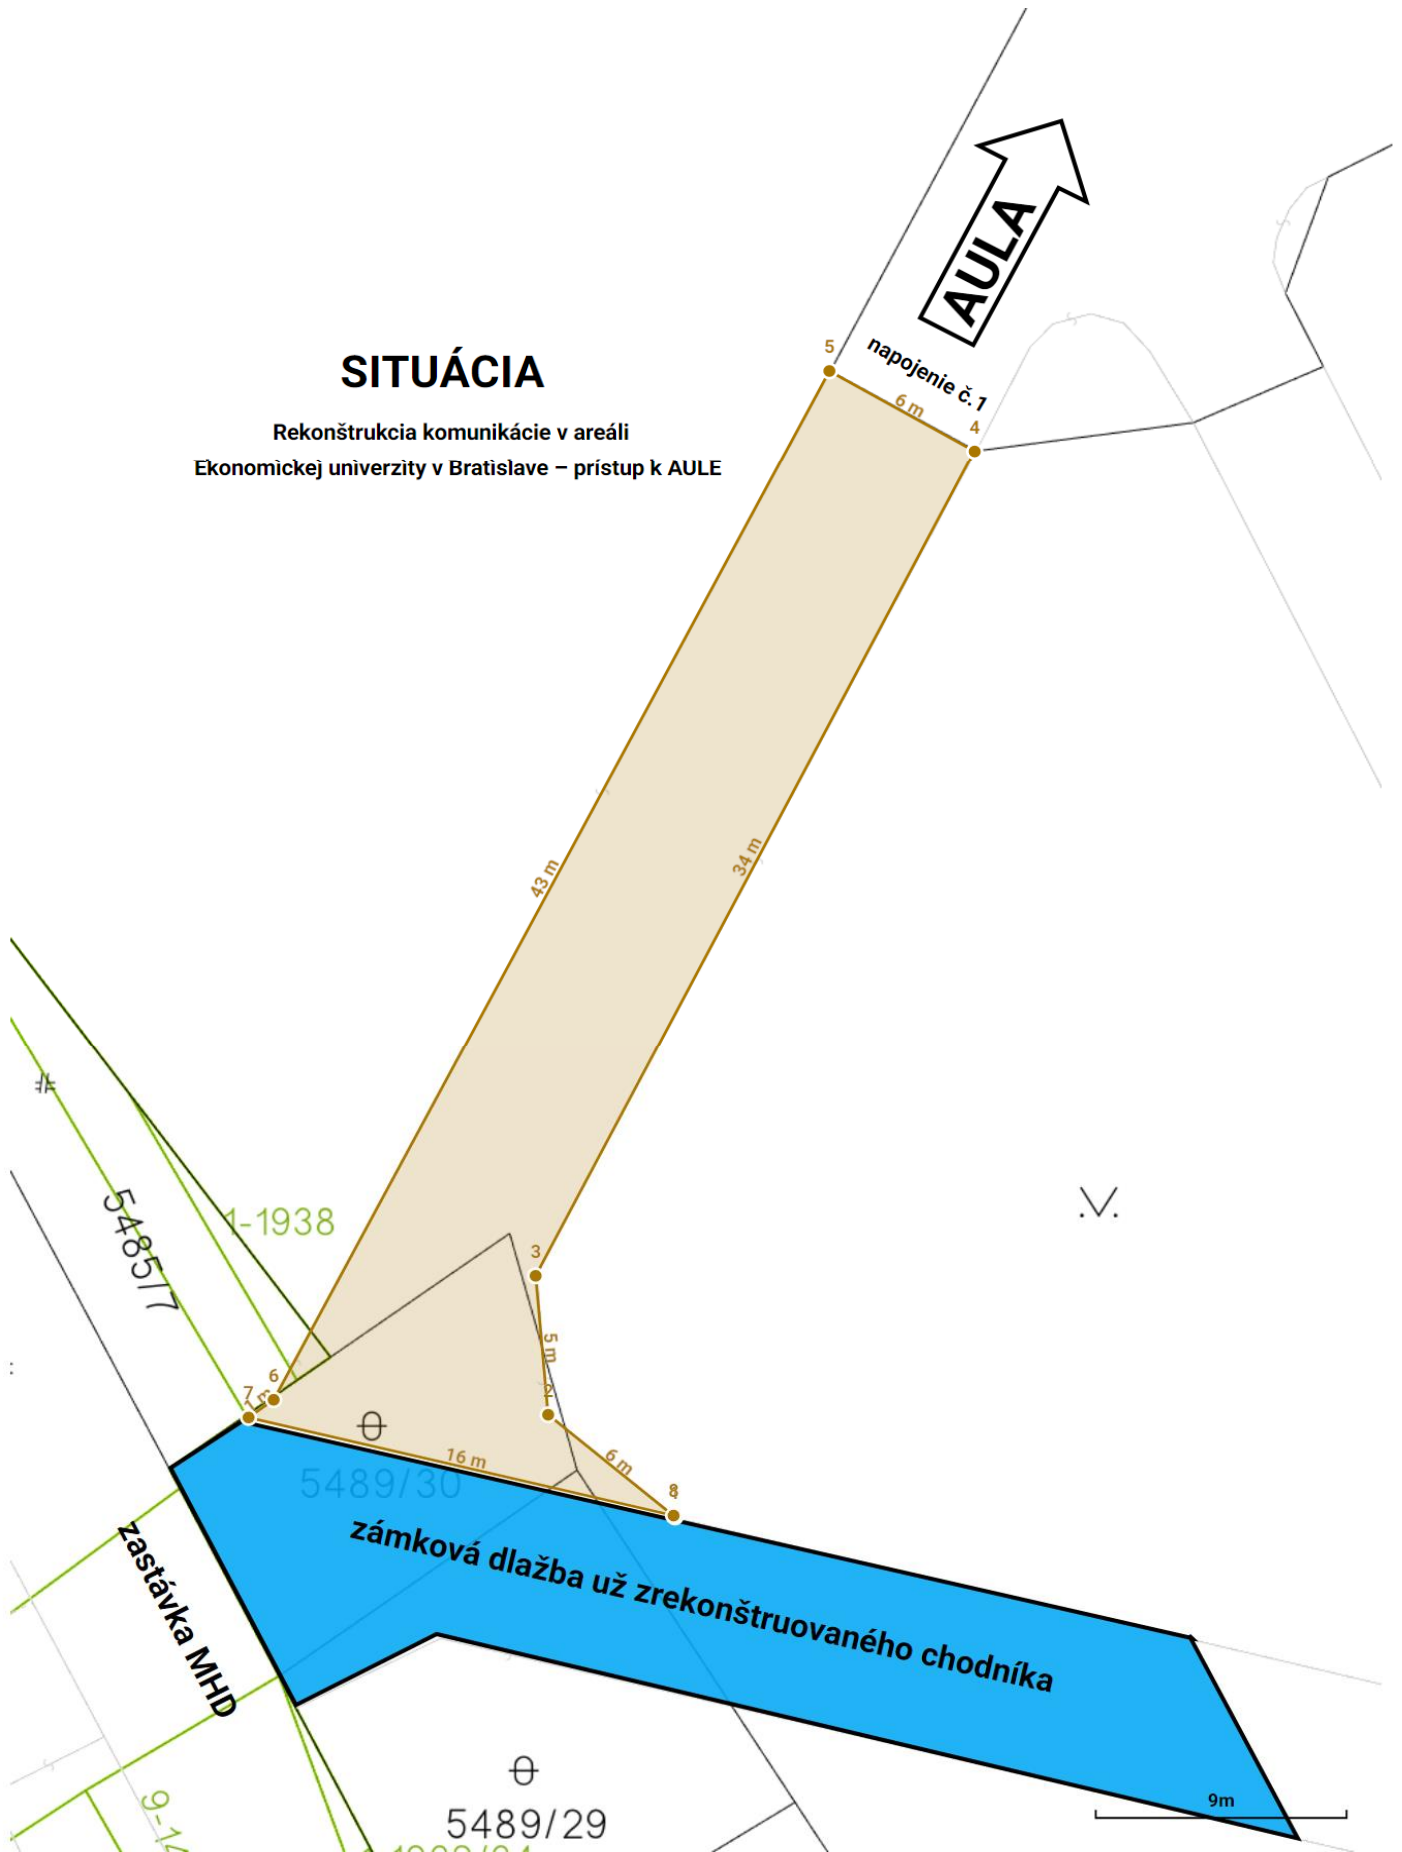 AULA
5
napojenie č.1
6 m
4
SITUÁCIA
Rekonštrukcia komunikácie v areáli
Ekonomickej univerzity v Bratislave – prístup k AULE
43 m
34 m
1-1938
5485/7
3
5 m
6
7
1 m
2
16 m
6 m
8
5489/30
zámková dlažba už zrekonštruovaného chodníka
zastávka MHD
9m
5489/29